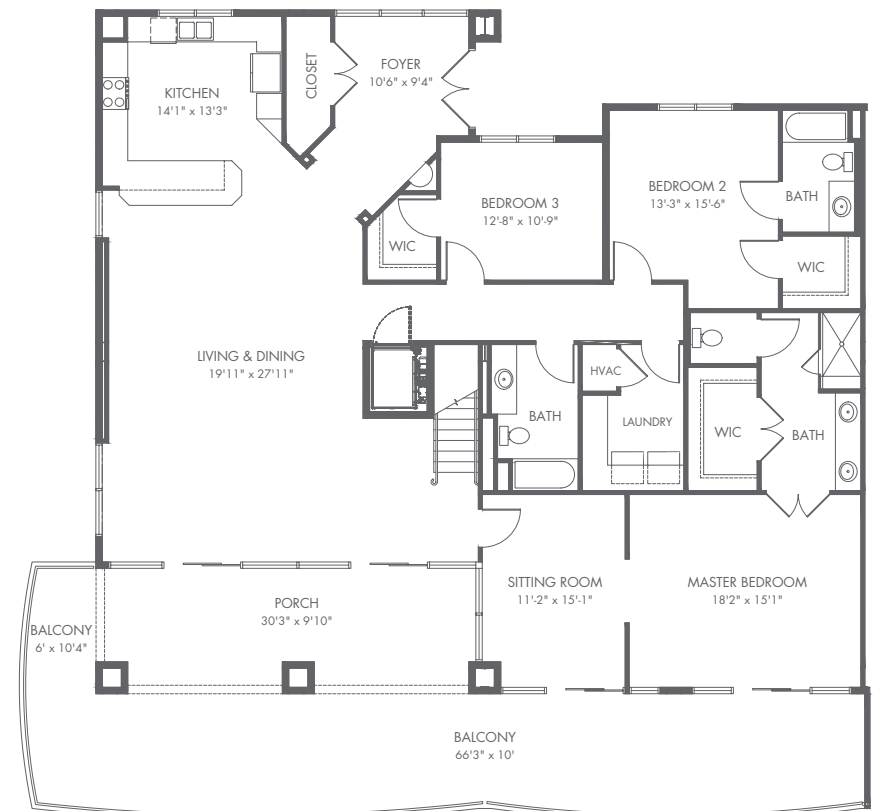 KITCHEN
14'1" x 13'3"
CLOSET
FOYER
10'6" x 9'4"
BEDROOM 3
12'-8" x 10'-9"
WIC
BEDROOM 2
13'-3" x 15'-6"
BATH
WIC
LIVING & DINING
19'11" x 27'11"
HVAC
BATH
LAUNDRY
WIC
BATH
SITTING ROOM
11'-2" x 15'-1"
MASTER BEDROOM
18'2" x 15'1"
PORCH
30'3" x 9'10"
BALCONY
6' x 10'4"
BALCONY
66'3" x 10'